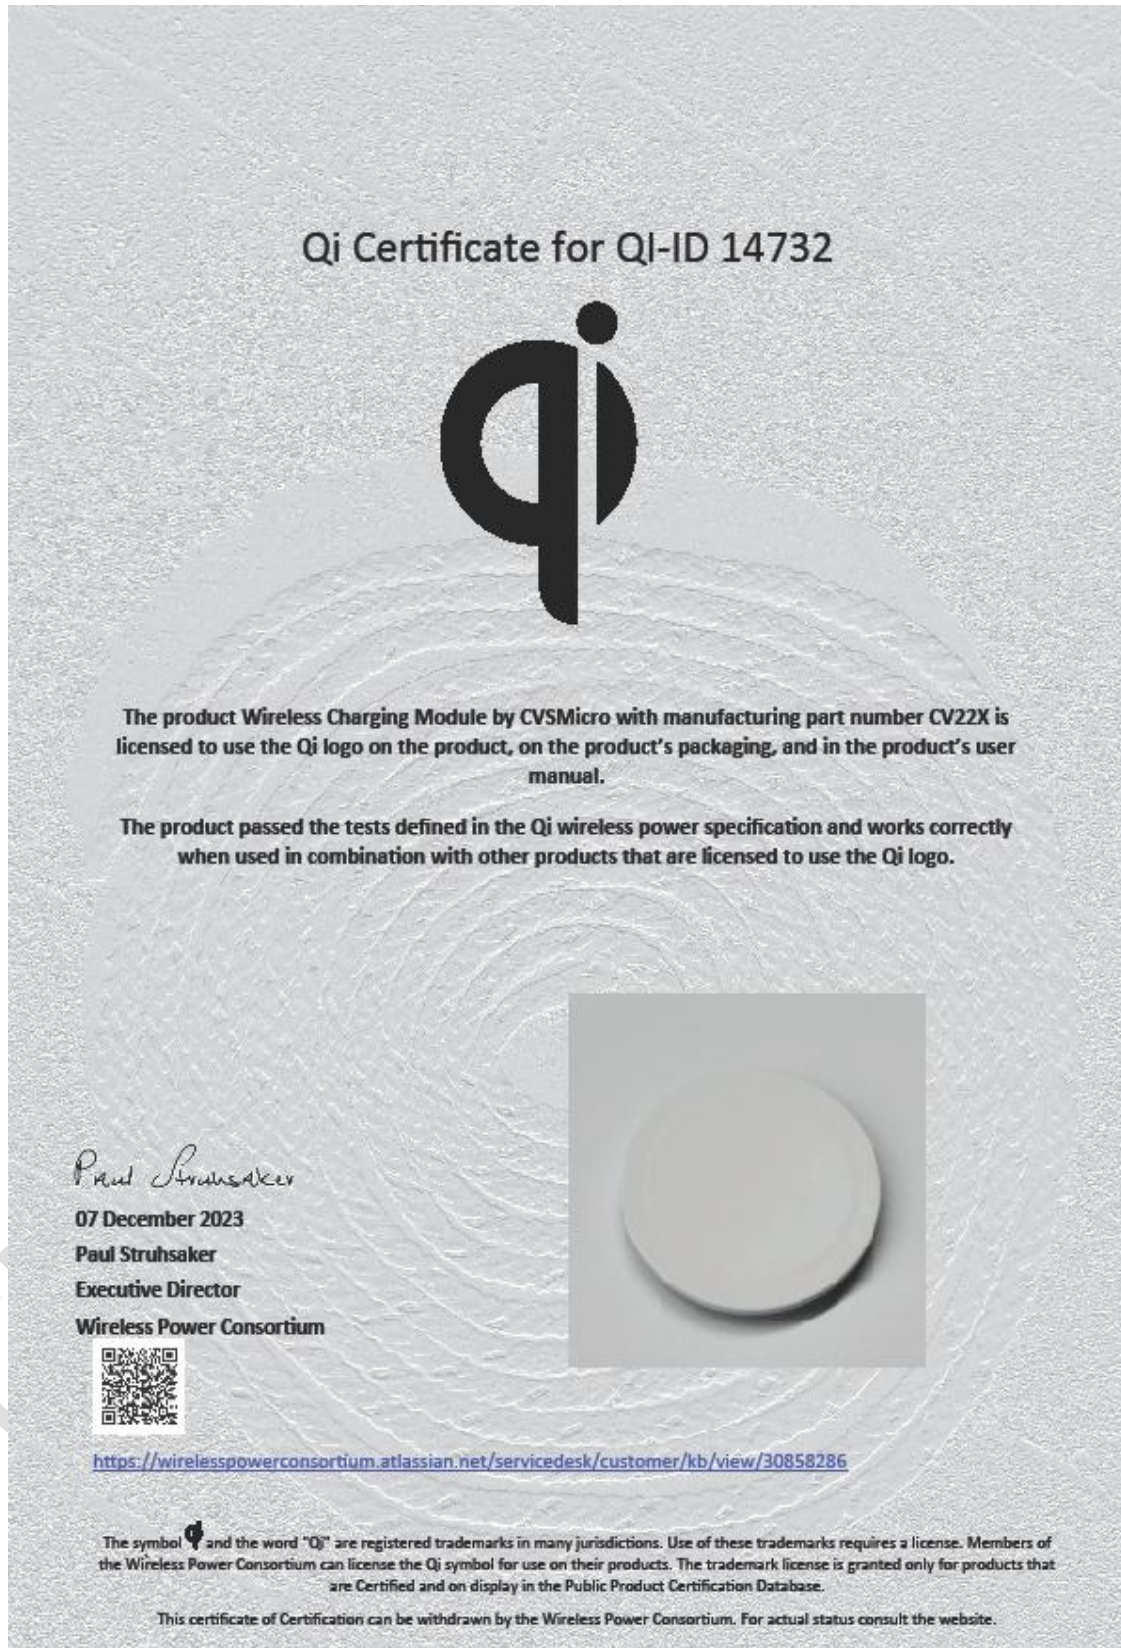 Qi Certificate for QI-ID 14732
qi
The product Wireless Charging Module by CVSMicro with manufacturing part number CV22X is
licensed to use the Qi logo on the product, on the product's packaging, and in the product's user
manual.
The product passed the tests defined in the Qi wireless power specification and works correctly
when used in combination with other products that are licensed to use the Qi logo.
Paul Struhsaker
07 December 2023
Paul Struhsaker
Executive Director
Wireless Power Consortium
https://wirelesspowerconsortium.atlassian.net/servicedesk/customer/kb/view/30858286
The symbol qi and the word "Qi" are registered trademarks in many jurisdictions. Use of these trademarks requires a license. Members of
the Wireless Power Consortium can license the Qi symbol for use on their products. The trademark license is granted only for products that
are Certified and on display in the Public Product Certification Database.
This certificate of Certification can be withdrawn by the Wireless Power Consortium. For actual status consult the website.